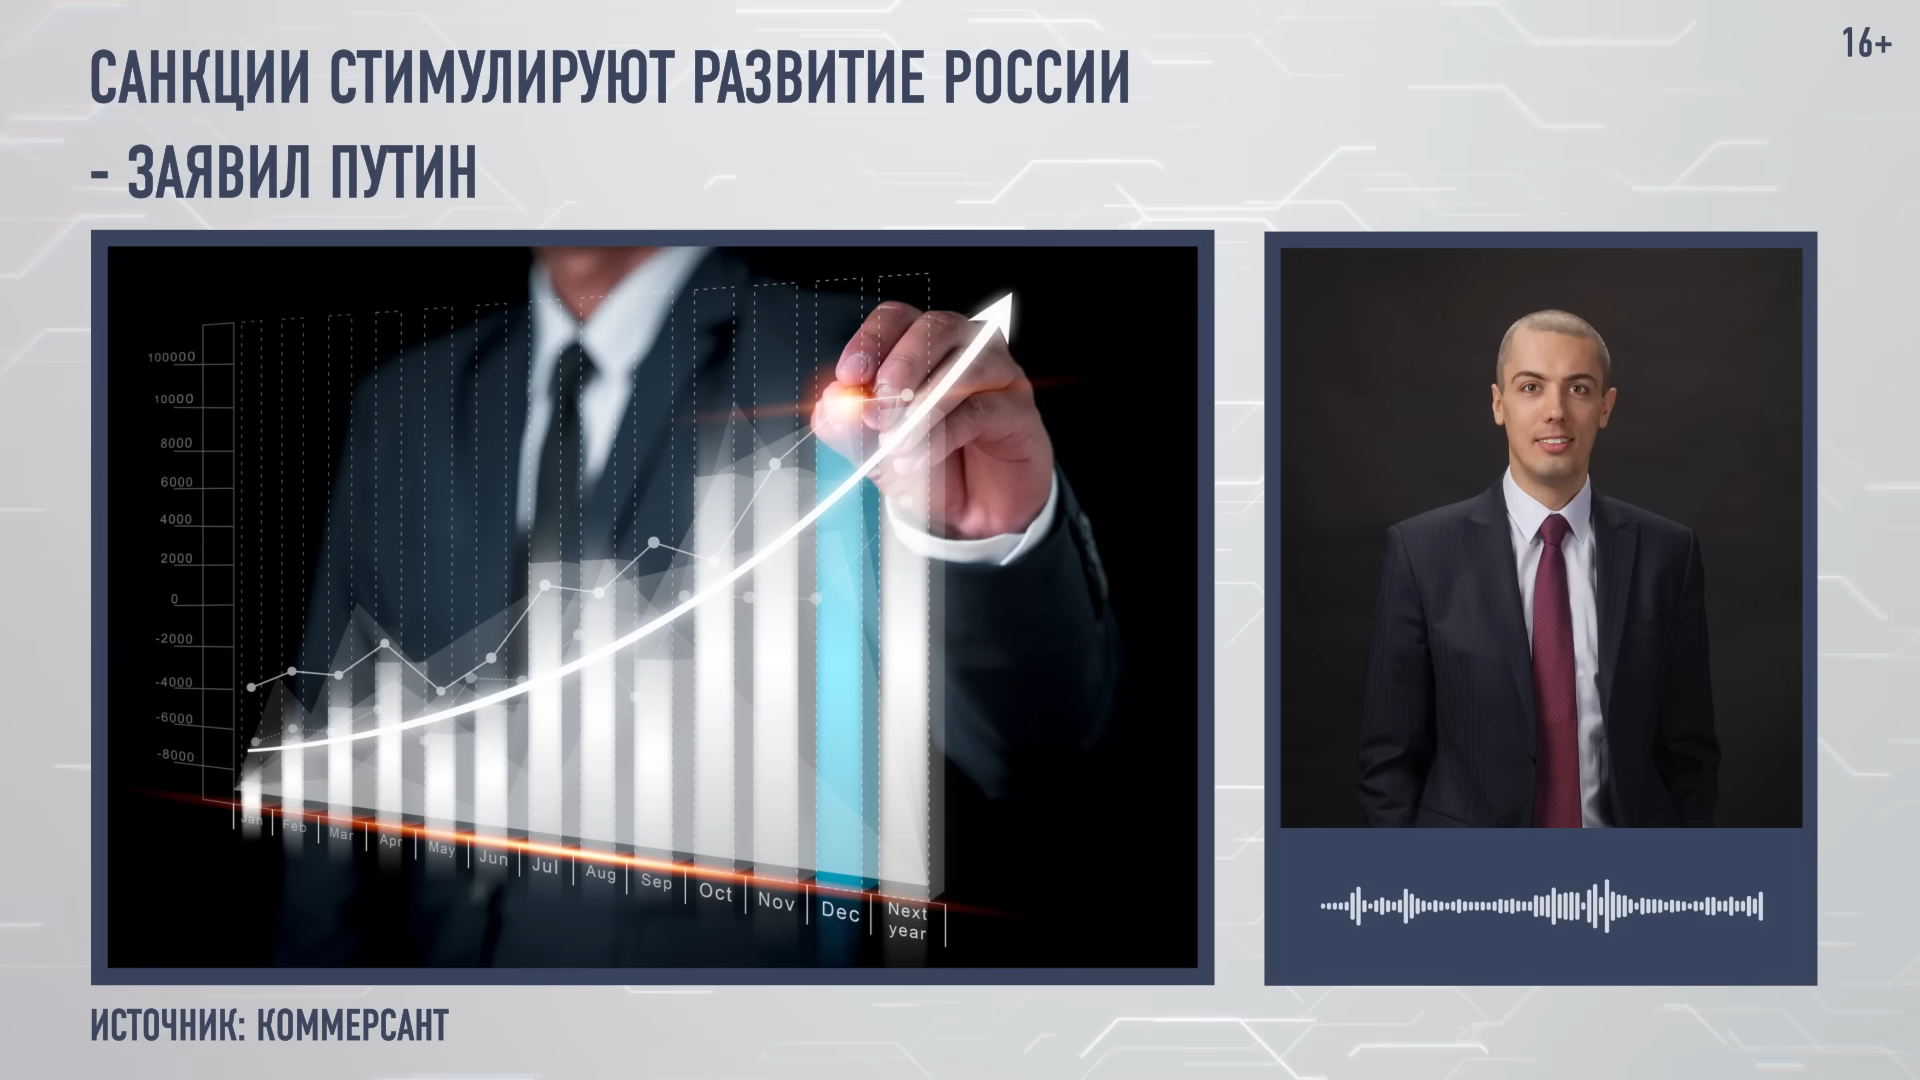 16+
САНКЦИИ СТИМУЛИРУЮТ РАЗВИТИЕ РОССИИ
- ЗАЯВИЛ ПУТИН
100000
10000
8000
6000
4000
2000
0
-2000
-4000
-6000
-8000
Jan
Feb
Mar
Apr
May
Jun
Jul
Aug
Sep
Oct
Nov
Dec
Next
year
ИСТОЧНИК: КОММЕРСАНТ